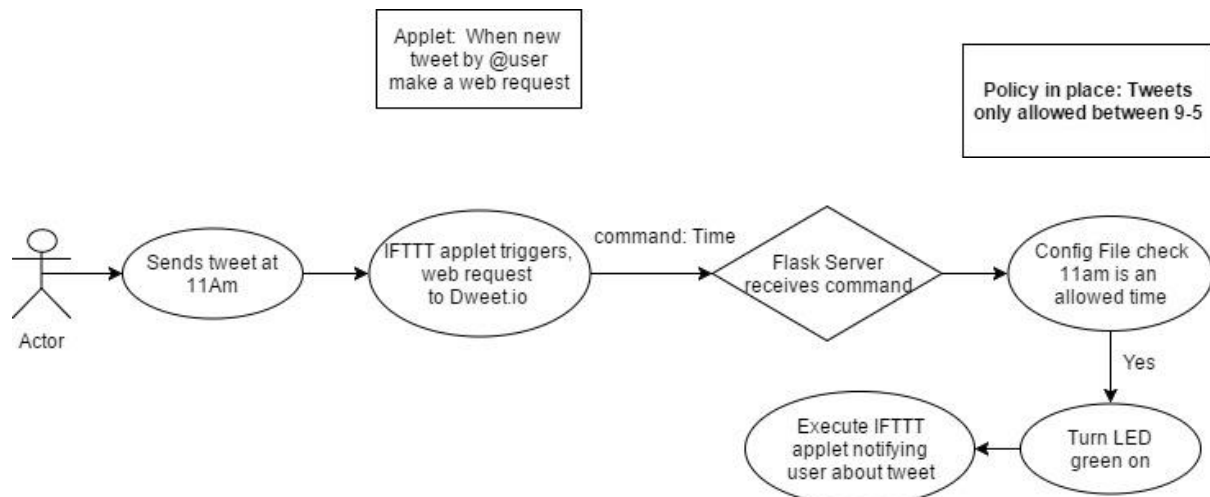 Applet: When new
tweet by @user
make a web request
Policy in place: Tweets
only allowed between 9-5
Actor
Sends tweet at
11Am
IFTTT applet triggers,
web request
to Dweet.io
command: Time
Flask Server
receives command
Config File check
11am is an
allowed time
Yes
Turn LED
green on
Execute IFTTT
applet notifying
user about tweet